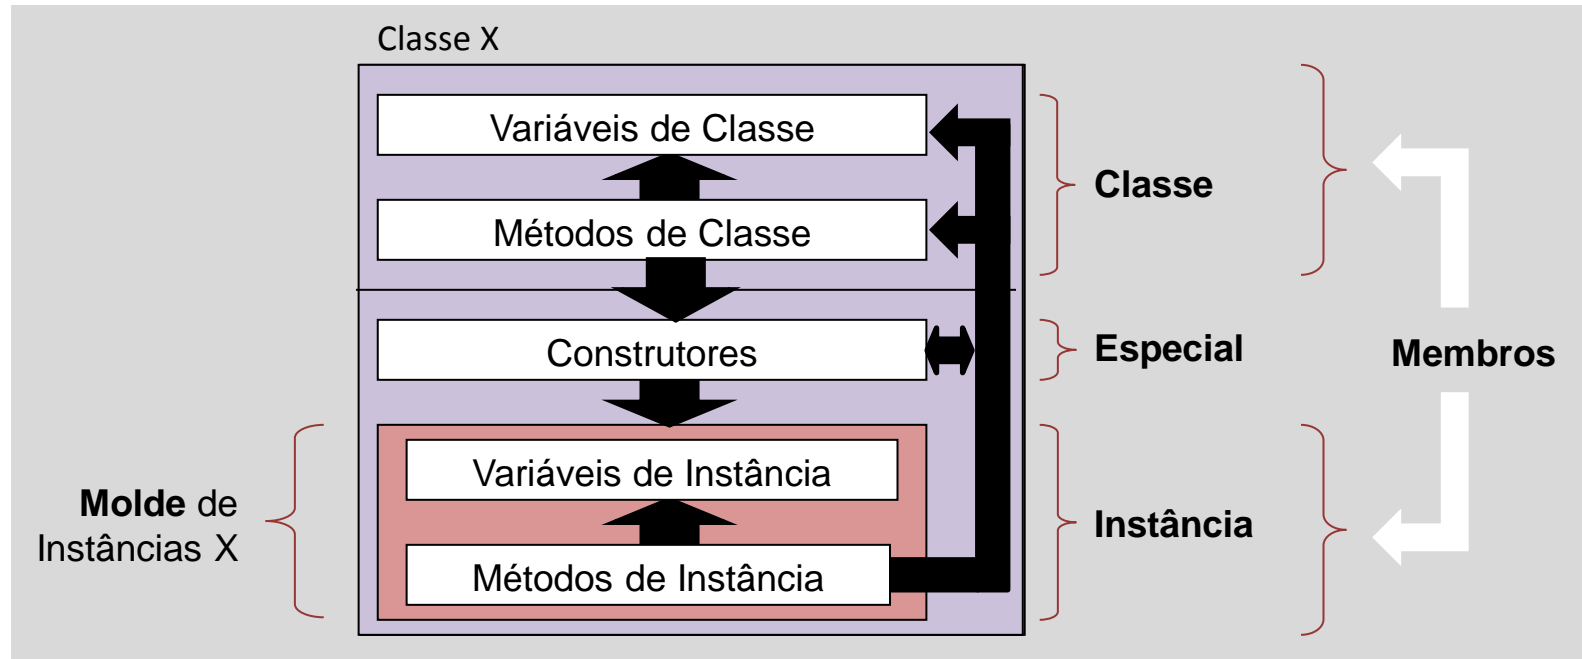 Classe X
Variáveis de Classe
Métodos de Classe
Classe
Construtores
Especial
Membros
Variáveis de Instância
Molde de
Instâncias X
Instância
Métodos de Instância